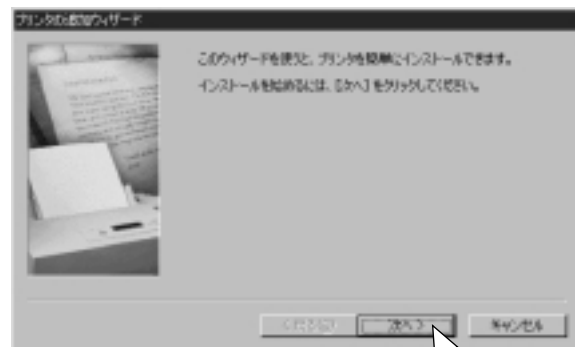 プリンタの追加ウィザード
このウィザードを使うと、プリンタを簡単にインストールできます。
インストールを始めるには、[次へ] をクリックしてください。
次へ >
キャンセル